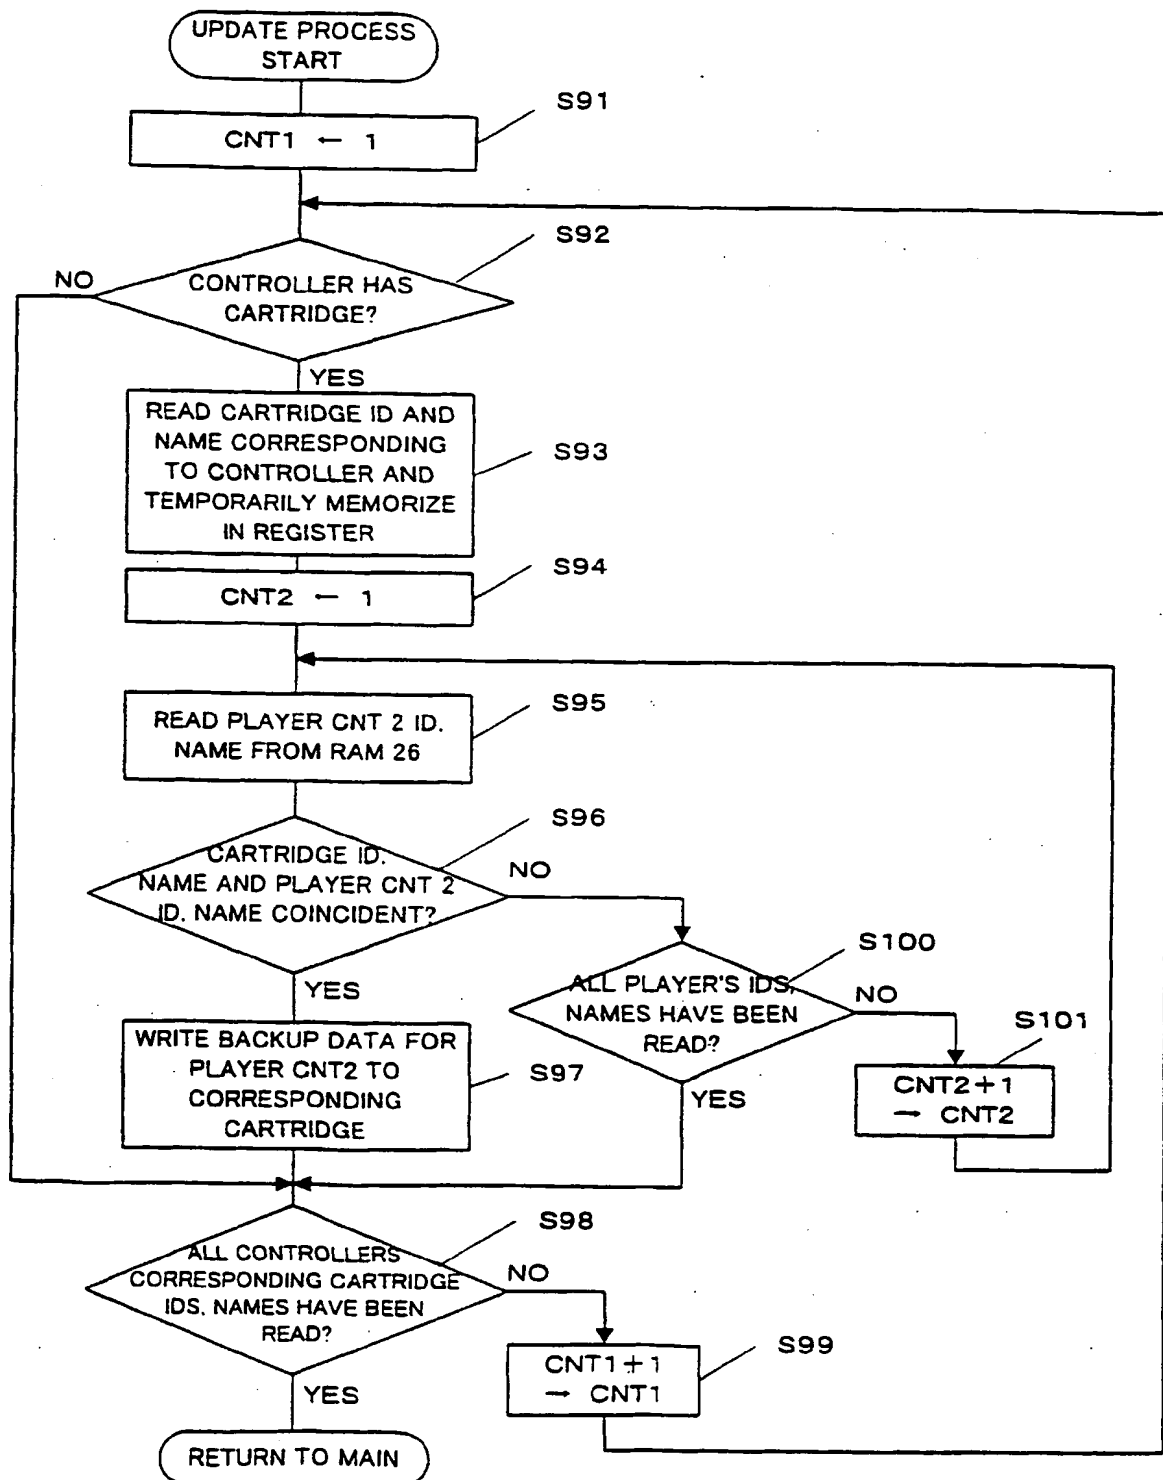 UPDATE PROCESS
START
S91
CNT1 ← 1
S92
NO
CONTROLLER HAS
CARTRIDGE?
YES
READ CARTRIDGE ID AND
NAME CORRESPONDING
TO CONTROLLER AND
TEMPORARILY MEMORIZE
IN REGISTER
S93
S94
CNT2 ← 1
S95
READ PLAYER CNT 2 ID.
NAME FROM RAM 26
S96
CARTRIDGE ID.
NAME AND PLAYER CNT 2
ID. NAME COINCIDENT?
NO
YES
S100
ALL PLAYER'S IDS,
NAMES HAVE BEEN
READ?
NO
YES
S101
CNT2+1
→ CNT2
WRITE BACKUP DATA FOR
PLAYER CNT2 TO
CORRESPONDING
CARTRIDGE
S97
S98
ALL CONTROLLERS
CORRESPONDING CARTRIDGE
IDS. NAMES HAVE BEEN
READ?
NO
YES
S99
CNT1+1
→ CNT1
RETURN TO MAIN